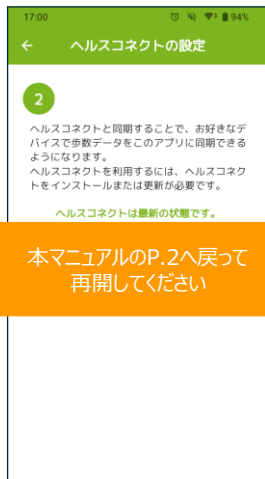 17:00 94%
ヘルスコネクトの設定
2
ヘルスコネクトと同期することで、お好きなデ
バイスで歩数データをこのアプリに同期できる
ようになります。
ヘルスコネクトを利用するには、ヘルスコネク
トをインストールまたは更新が必要です。
ヘルスコネクトは最新の状態です。
本マニュアルのP.2へ戻って
再開してください